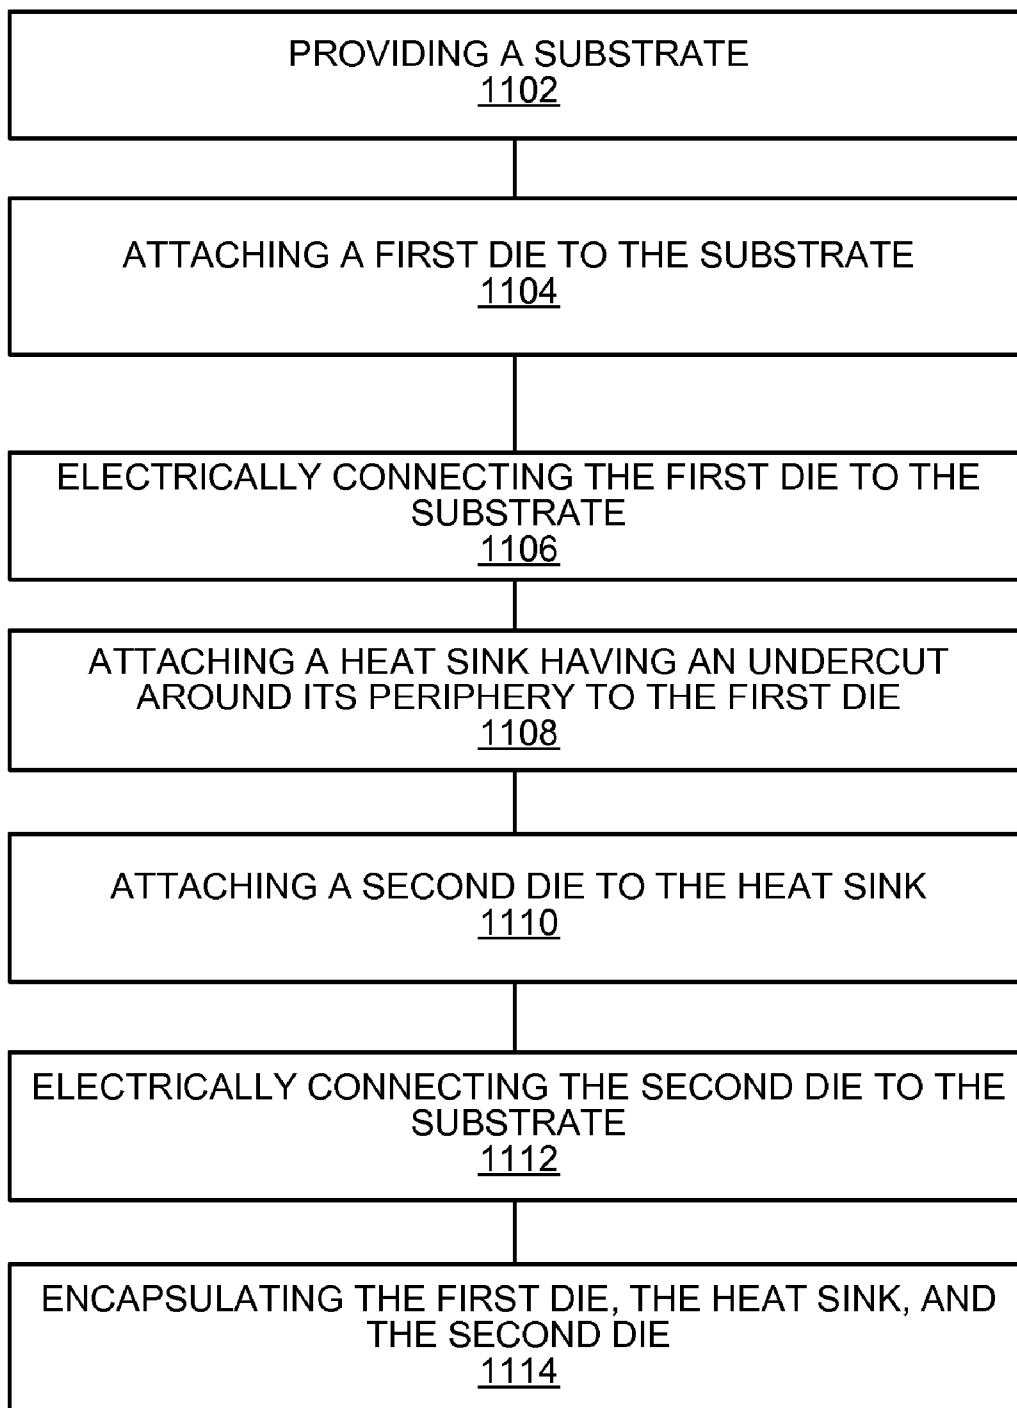 PROVIDING A SUBSTRATE
1102
ATTACHING A FIRST DIE TO THE SUBSTRATE
1104
ELECTRICALLY CONNECTING THE FIRST DIE TO THE
SUBSTRATE
1106
ATTACHING A HEAT SINK HAVING AN UNDERCUT
AROUND ITS PERIPHERY TO THE FIRST DIE
1108
ATTACHING A SECOND DIE TO THE HEAT SINK
1110
ELECTRICALLY CONNECTING THE SECOND DIE TO THE
SUBSTRATE
1112
ENCAPSULATING THE FIRST DIE, THE HEAT SINK, AND
THE SECOND DIE
1114